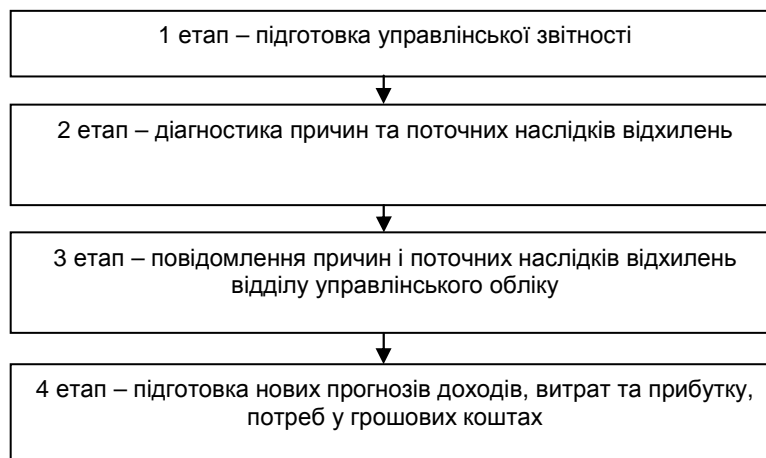 1 етап – підготовка управлінської звітності
2 етап – діагностика причин та поточних наслідків відхилень
3 етап – повідомлення причин і поточних наслідків відхилень
відділу управлінського обліку
4 етап – підготовка нових прогнозів доходів, витрат та прибутку,
потреб у грошових коштах